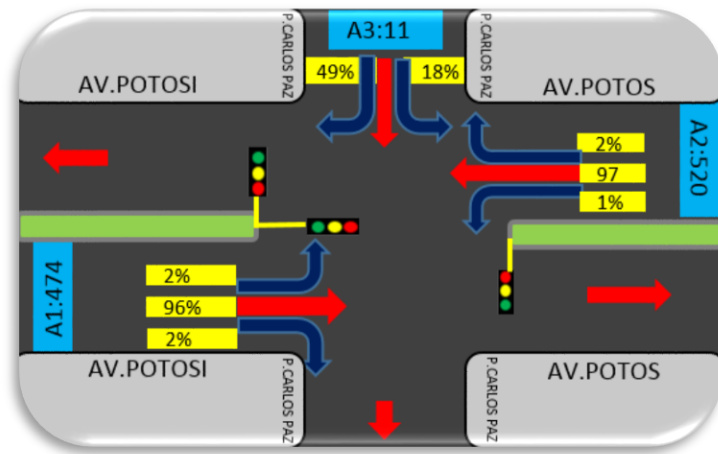 A3:11
P.CARLOS PAZ
P.CARLOS PAZ
49%
18%
AV.POTOSI
AV.POTOS
A2:520
2%
97
1%
A1:474
2%
96%
2%
AV.POTOSI
AV.POTOS
P.CARLOS PAZ
P.CARLOS PAZ